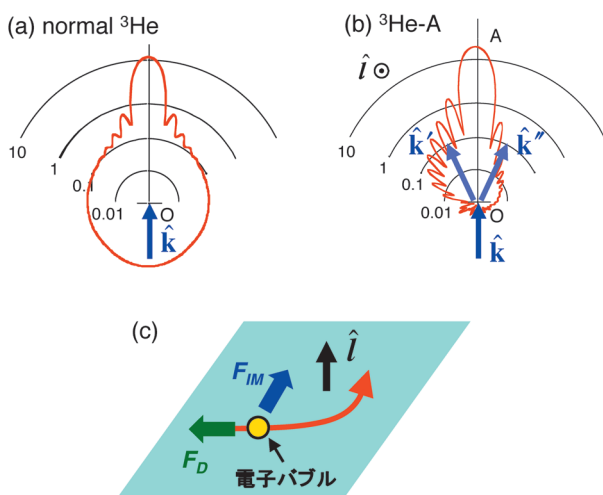 (a) normal ³He
10
1
0.1
0.01
O
k̂
(b) ³He-A
A
l̂ ⊙
k̂′
k̂″
10
1
0.1
0.01
O
k̂
(c)
F_IM
l̂
F_D
電子バブル